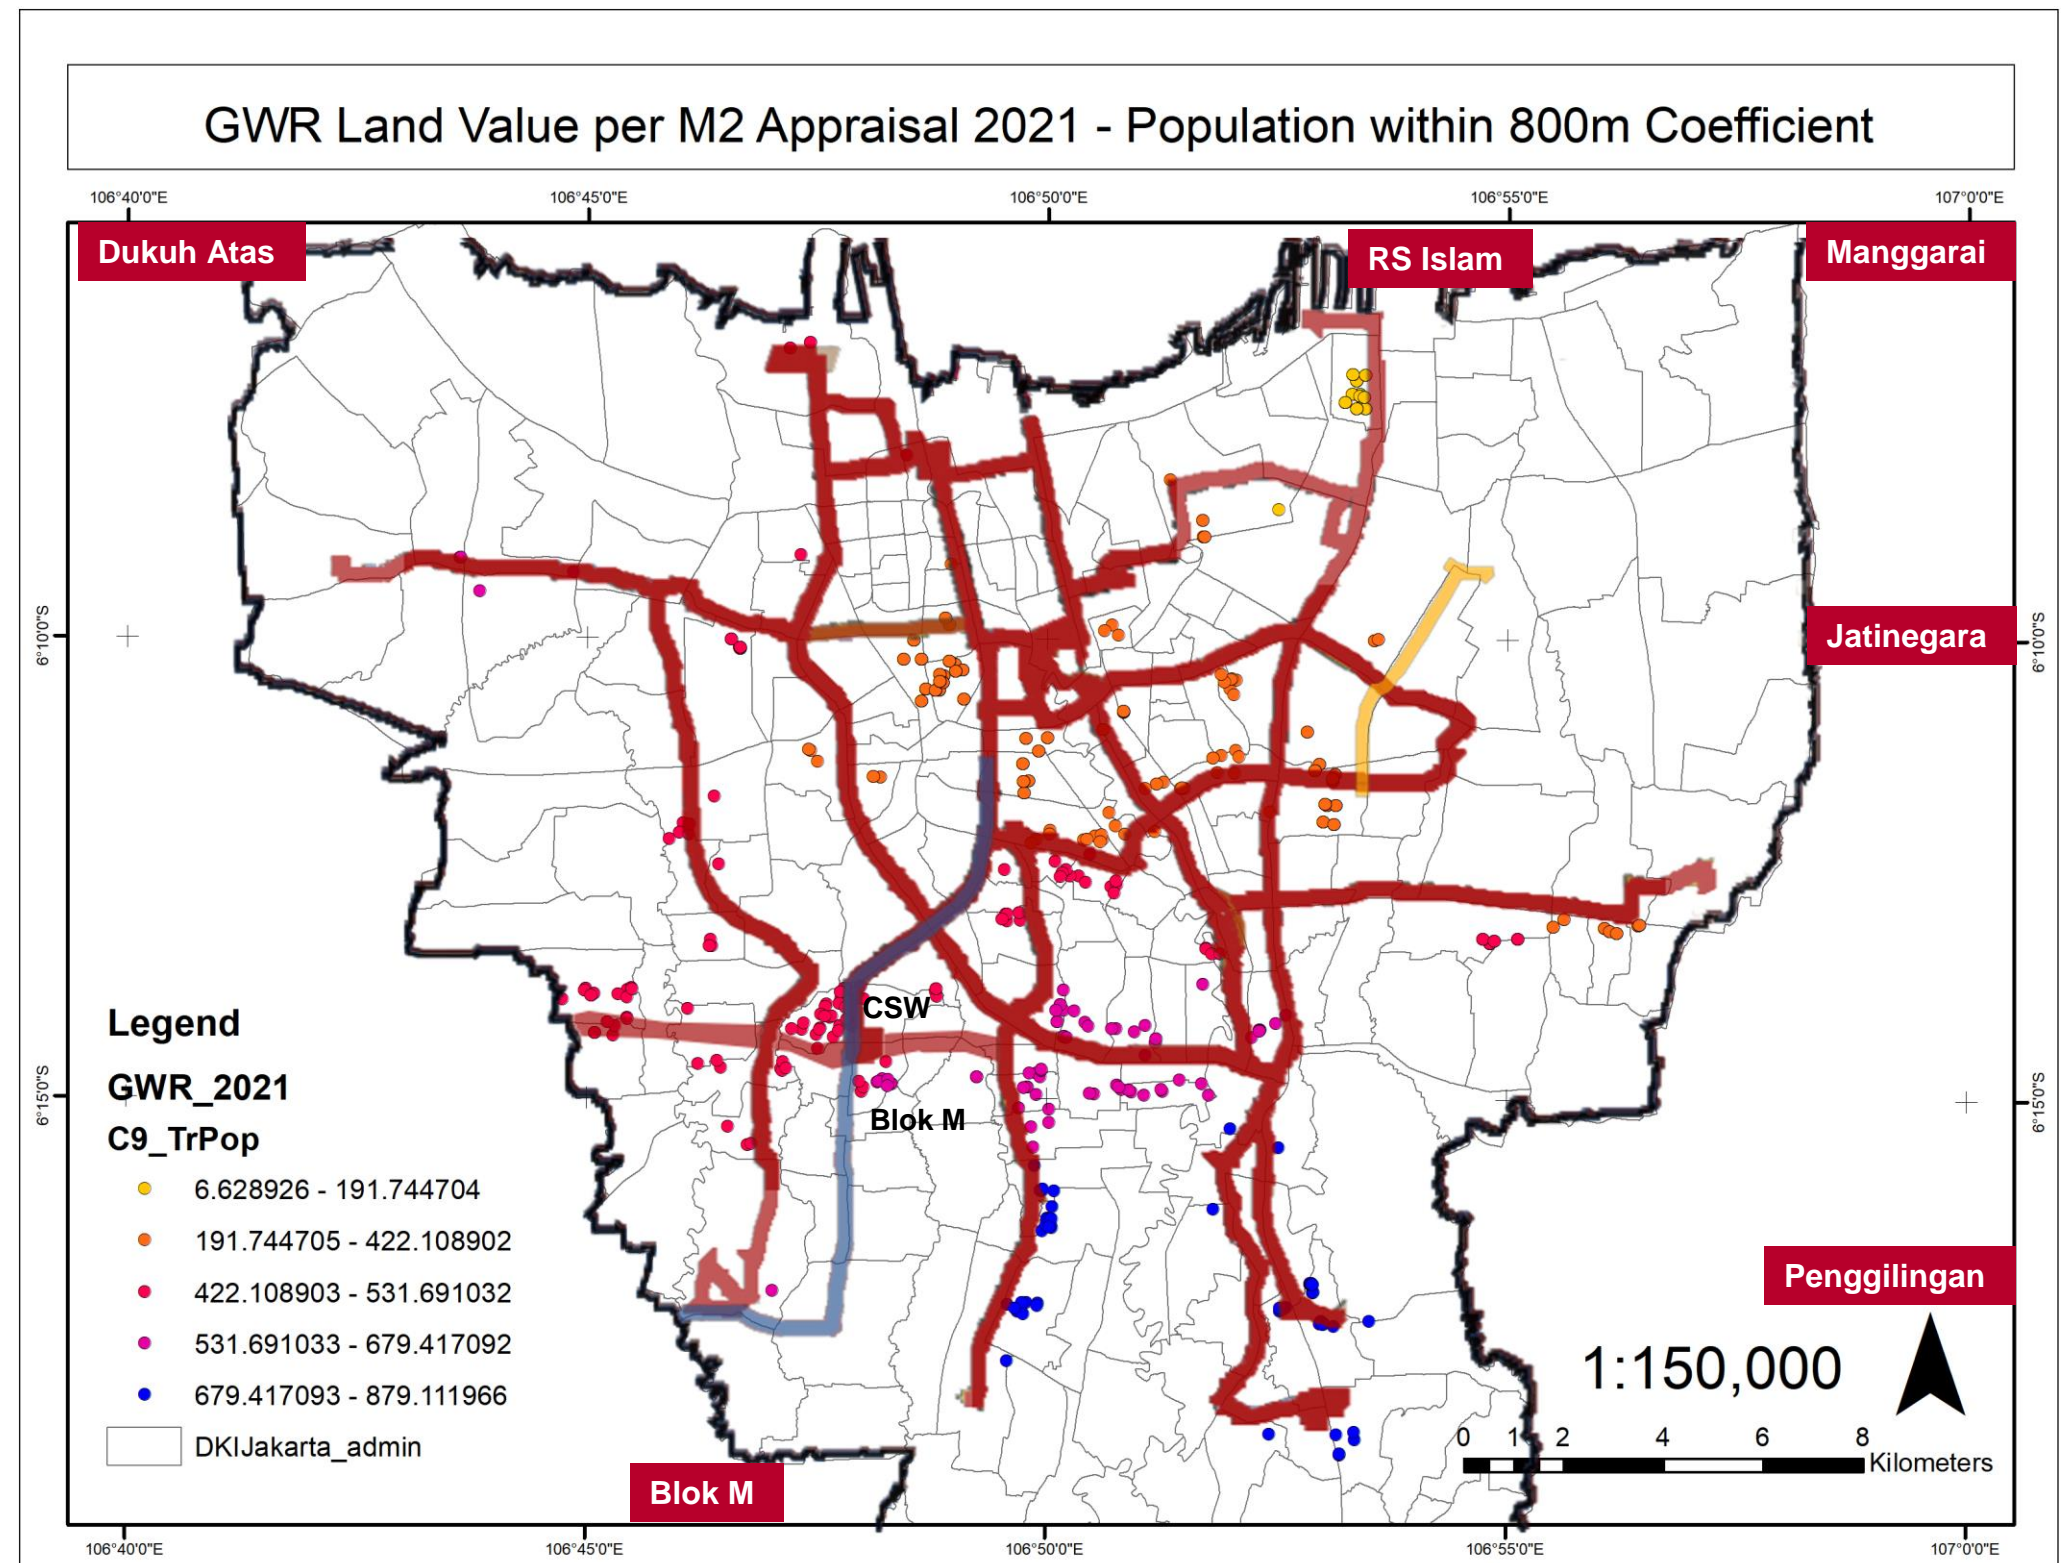 GWR Land Value per M2 Appraisal 2021 - Population within 800m Coefficient
106°40'0"E 106°45'0"E 106°50'0"E 106°55'0"E 107°0'0"E
Dukuh Atas
RS Islam
Manggarai
6°10'0"S
Jatinegara
6°10'0"S
CSW
Legend
GWR_2021
C9_TrPop
6.628926 - 191.744704
191.744705 - 422.108902
422.108903 - 531.691032
531.691033 - 679.417092
679.417093 - 879.111966
DKIJakarta_admin
6°15'0"S
Blok M
6°15'0"S
Penggilingan
1:150,000
0 1 2 4 6 8
Kilometers
Blok M
106°40'0"E 106°45'0"E 106°50'0"E 106°55'0"E 107°0'0"E